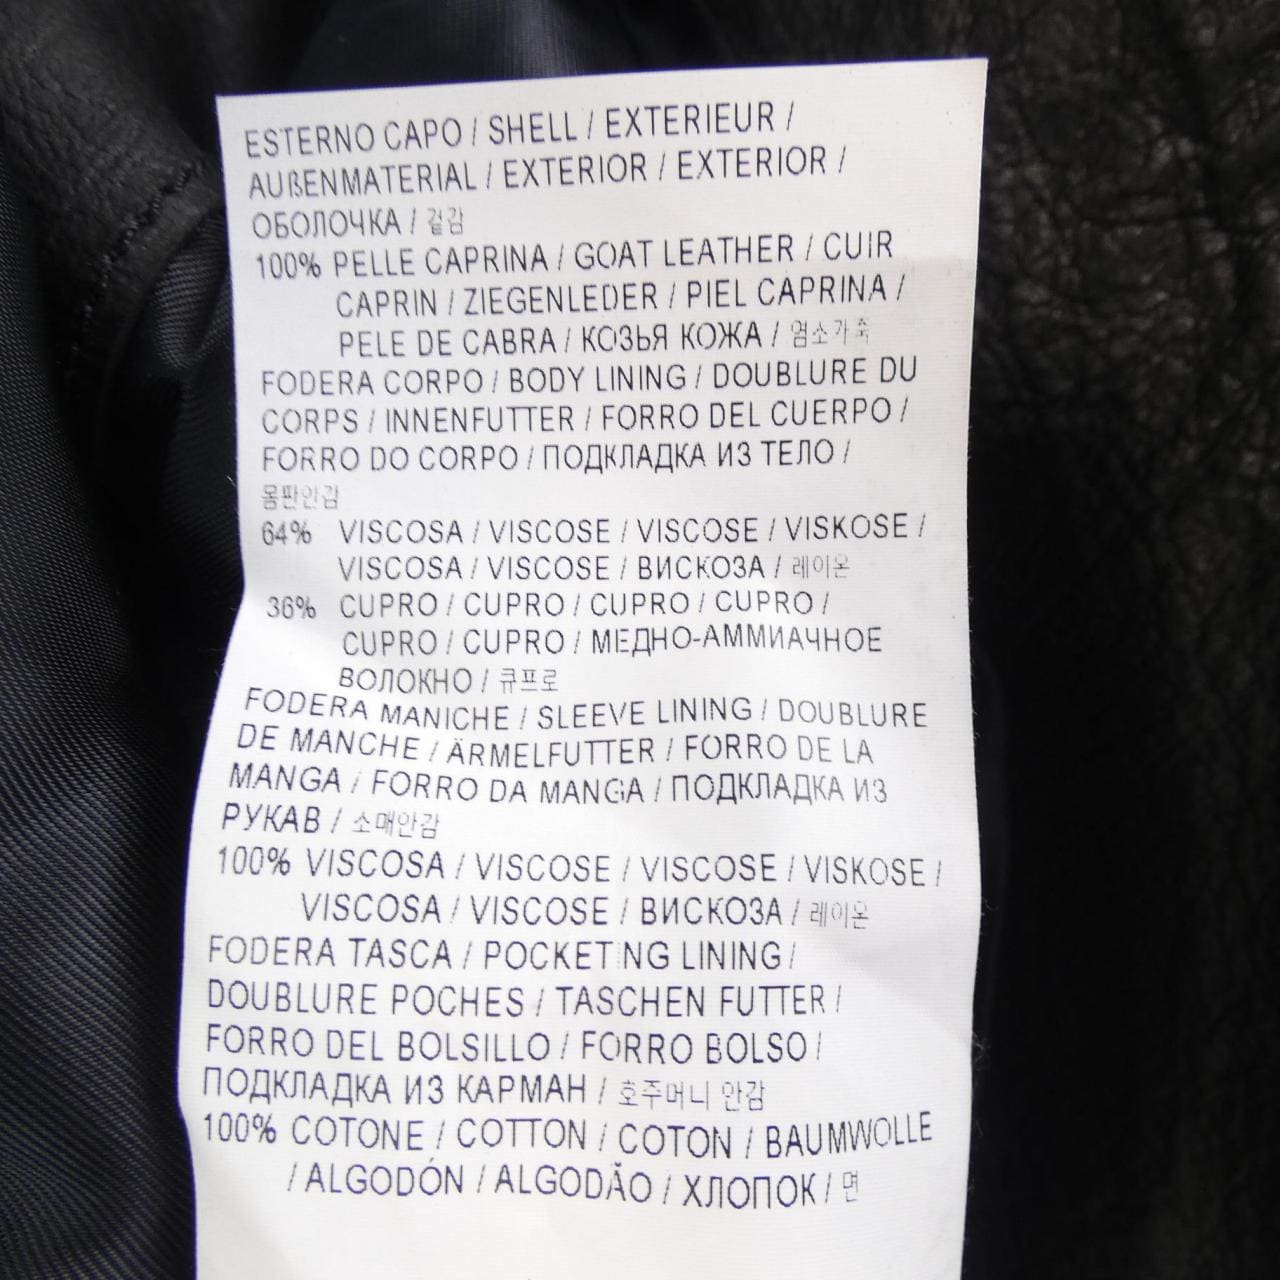 ESTERNO CAPO / SHELL / EXTERIEUR /
AUßENMATERIAL / EXTERIOR / EXTERIOR /
ОБОЛОЧКА / 겉감
100% PELLE CAPRINA / GOAT LEATHER / CUIR
CAPRIN / ZIEGENLEDER / PIEL CAPRINA /
PELE DE CABRA / КОЗЬЯ КОЖА / 염소가죽
FODERA CORPO / BODY LINING / DOUBLURE DU
CORPS / INNENFUTTER / FORRO DEL CUERPO /
FORRO DO CORPO / ПОДКЛАДКА ИЗ ТЕЛО /
몸판안감
64% VISCOSA / VISCOSE / VISCOSE / VISKOSE /
VISCOSA / VISCOSE / ВИСКОЗА / 레이온
36% CUPRO / CUPRO / CUPRO / CUPRO /
CUPRO / CUPRO / МЕДНО-АММИАЧНОЕ
ВОЛОКНО / 큐프로
FODERA MANICHE / SLEEVE LINING / DOUBLURE
DE MANCHE / ÄRMELFUTTER / FORRO DE LA
MANGA / FORRO DA MANGA / ПОДКЛАДКА ИЗ
РУКАВ / 소매안감
100% VISCOSA / VISCOSE / VISCOSE / VISKOSE /
VISCOSA / VISCOSE / ВИСКОЗА / 레이온
FODERA TASCA / POCKETING LINING /
DOUBLURE POCHES / TASCHEN FUTTER /
FORRO DEL BOLSILLO / FORRO BOLSO /
ПОДКЛАДКА ИЗ КАРМАН / 호주머니 안감
100% COTONE / COTTON / COTON / BAUMWOLLE
/ ALGODÓN / ALGODÃO / ХЛОПОК / 면